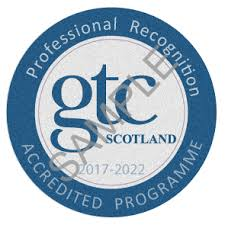 Professional Recognition
gtc
SCOTLAND
SAMPLE
2017-2022
ACCREDITED PROGRAMME